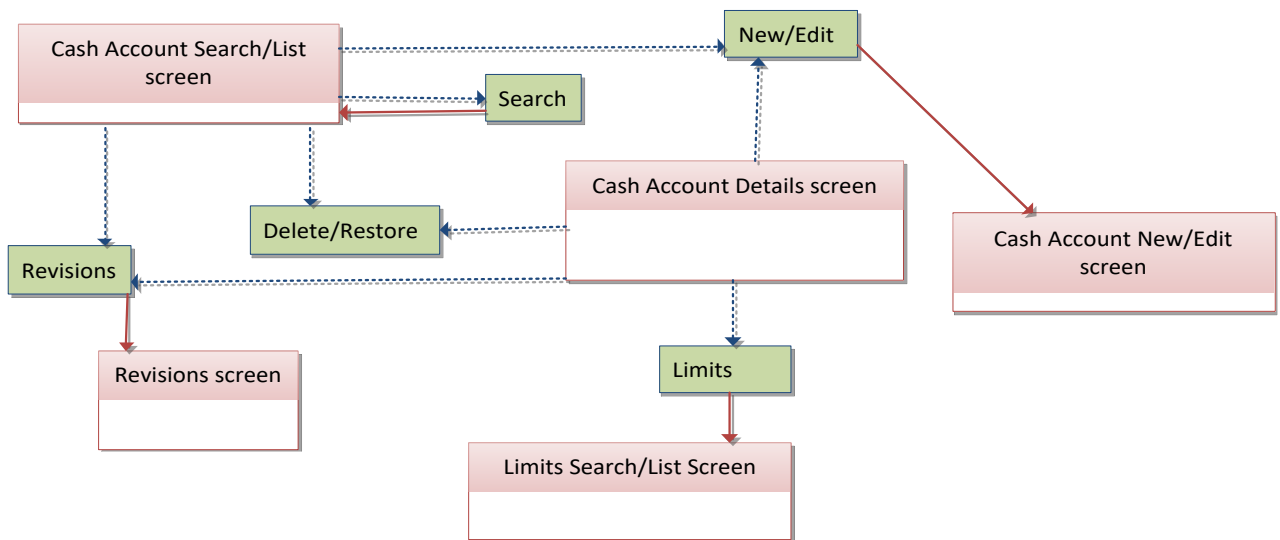 Cash Account Search/List
screen
New/Edit
Search
Cash Account Details screen
Delete/Restore
Cash Account New/Edit
screen
Revisions
Revisions screen
Limits
Limits Search/List Screen